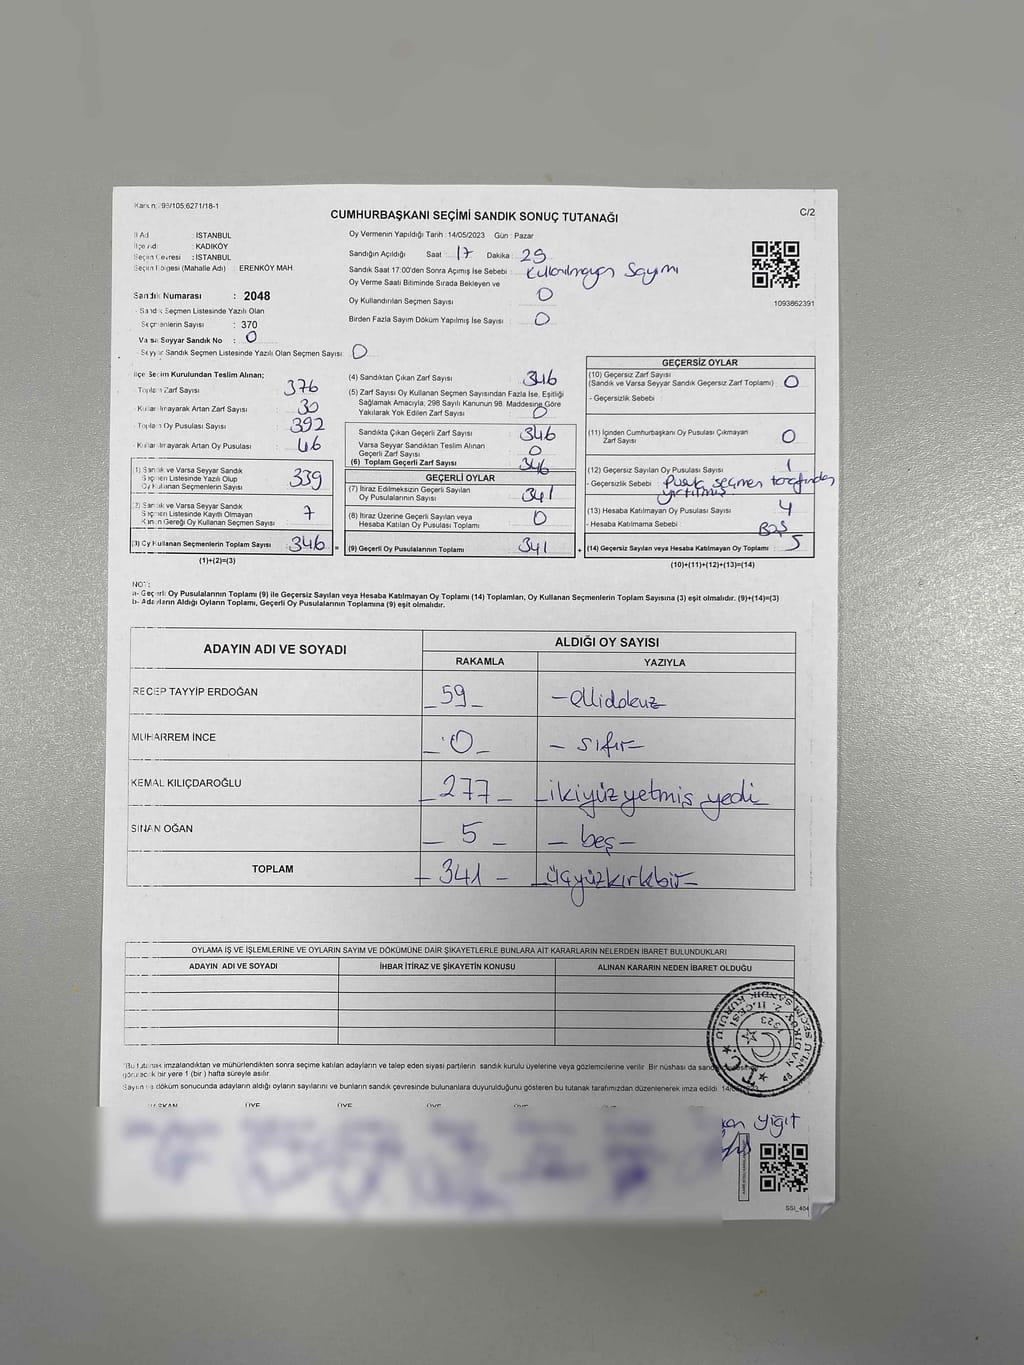 CUMHURBAŞKANI SEÇİMİ SANDIK SONUÇ TUTANAĞI
C/2
İl Adı : İSTANBUL
İlçe Adı : KADIKÖY
Seçim Çevresi : İSTANBUL
Seçim Bölgesi (Mahalle Adı) : ERENKÖY MAH.
Sandık Numarası : 2048
Sandık Seçmen Listesinde Yazılı Olan
Seçmenlerin Sayısı : 370
Varsa Seyyar Sandık No : 0
Seyyar Sandık Seçmen Listesinde Yazılı Olan Seçmen Sayısı: 0
Oy Vermenin Yapıldığı Tarih : 14/05/2023 Gün : Pazar
Sandığın Açıldığı Saat : 17 Dakika : 29
Sandık Saat 17:00'den Sonra Açımış İse Sebebi : kullanılmayan sayımı
Oy Verme Saati Bitiminde Sırada Bekleyen ve
Oy Kullandırılan Seçmen Sayısı : 0
Birden Fazla Sayım Döküm Yapılmış İse Sayısı : 0
1093862391
İlçe Seçim Kurulundan Teslim Alınan;
- Toplam Zarf Sayısı : 376
- Kullanılmayarak Artan Zarf Sayısı : 30
- Toplam Oy Pusulası Sayısı : 392
- Kullanılmayarak Artan Oy Pusulası : 46
(1) Sandık ve Varsa Seyyar Sandık
Seçmen Listesinde Yazılı Olup
Oy Kullanan Seçmenlerin Sayısı : 339
(2) Sandık ve Varsa Seyyar Sandık
Seçmen Listesinde Kayıtlı Olmayan
Kanun Gereği Oy Kullanan Seçmen Sayısı : 7
(3) Oy Kullanan Seçmenlerin Toplam Sayısı : 346 =
(1)+(2)=(3)
(4) Sandıktan Çıkan Zarf Sayısı : 346
(5) Zarf Sayısı Oy Kullanan Seçmen Sayısından Fazla İse, Eşitliği
Sağlamak Amacıyla, 298 Sayılı Kanunun 98. Maddesine Göre
Yakılarak Yok Edilen Zarf Sayısı : 0
Sandıkta Çıkan Geçerli Zarf Sayısı : 346
Varsa Seyyar Sandıktan Teslim Alınan
Geçerli Zarf Sayısı : 0
(6) Toplam Geçerli Zarf Sayısı : 346
GEÇERLİ OYLAR
(7) İtiraz Edilmeksizin Geçerli Sayılan
Oy Pusulalarının Sayısı : 341
(8) İtiraz Üzerine Geçerli Sayılan veya
Hesaba Katılan Oy Pusulası Toplamı : 0
(9) Geçerli Oy Pusulalarının Toplamı : 341 +
GEÇERSİZ OYLAR
(10) Geçersiz Zarf Sayısı
(Sandık ve Varsa Seyyar Sandık Geçersiz Zarf Toplamı) : 0
- Geçersizlik Sebebi :
(11) İçinden Cumhurbaşkanı Oy Pusulası Çıkmayan
Zarf Sayısı : 0
(12) Geçersiz Sayılan Oy Pusulası Sayısı : 1
- Geçersizlik Sebebi : seçmen tarafından
yırtılmış
(13) Hesaba Katılmayan Oy Pusulası Sayısı : 4
- Hesaba Katılmama Sebebi : BOŞ
(14) Geçersiz Sayılan veya Hesaba Katılmayan Oy Toplamı : 5
(10)+(11)+(12)+(13)=(14)
NOT:
a- Geçerli Oy Pusulalarının Toplamı (9) ile Geçersiz Sayılan veya Hesaba Katılmayan Oy Toplamı (14) Toplamları, Oy Kullanan Seçmenlerin Toplam Sayısına (3) eşit olmalıdır. (9)+(14)=(3)
b- Adayların Aldığı Oyların Toplamı, Geçerli Oy Pusulalarının Toplamına (9) eşit olmalıdır.
ADAYIN ADI VE SOYADI
ALDIĞI OY SAYISI
RAKAMLA YAZIYLA
RECEP TAYYİP ERDOĞAN -59- -ellidokuz
MUHARREM İNCE -0- - sıfır-
KEMAL KILIÇDAROĞLU -277- -ikiyüz yetmiş yedi-
SİNAN OĞAN - 5 - - beş-
TOPLAM -341- -üçyüzkırkbir-
OYLAMA İŞ VE İŞLEMLERİNE VE OYLARIN SAYIM VE DÖKÜMÜNE DAİR ŞİKAYETLERLE BUNLARA AİT KARARLARIN NELERDEN İBARET BULUNDUKLARI
ADAYIN ADI VE SOYADI İHBAR İTİRAZ VE ŞİKAYETİN KONUSU ALINAN KARARIN NEDEN İBARET OLDUĞU
Bu tutanak imzalandıktan ve mühürlendikten sonra seçime katılan adayların ve talep eden siyasi partilerin sandık kurulu üyelerine veya gözlemcilerine verilir. Bir nüshası da
görülecek bir yere 1 (bir) hafta süreyle asılır.
Sayım ve döküm sonucunda adayların aldığı oyların sayılarını ve bunların sandık çevresinde bulunanlara duyurulduğunu gösteren bu tutanak tarafımızdan düzenlenerek imza edildi.
BAŞKAN ÜYE ÜYE ÜYE ÜYE ÜYE
T.C.
1923
Yiğit
SSI_404